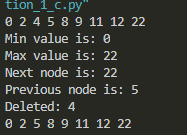 tion_1_c.py"
0 2 4 5 8 9 11 12 22
Min value is: 0
Max value is: 22
Next node is: 22
Previous node is: 5
Deleted: 4
0 2 5 8 9 11 12 22